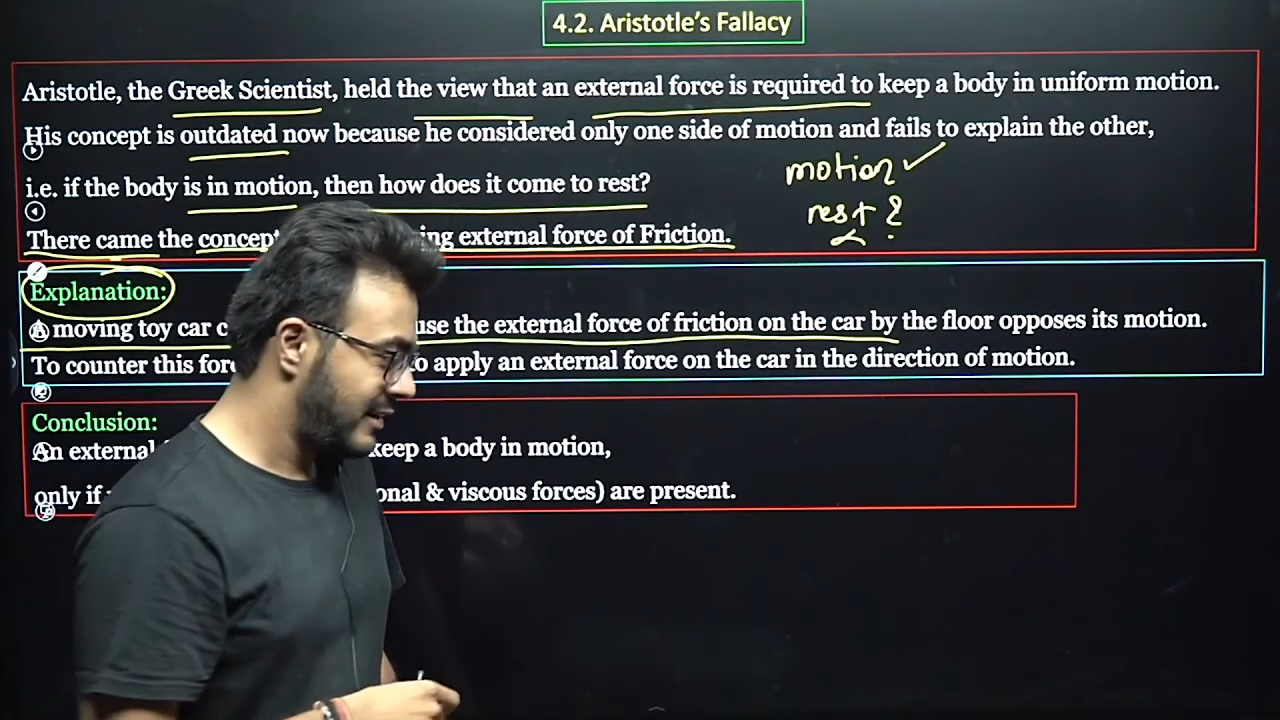 4.2. Aristotle's Fallacy
Aristotle, the Greek Scientist, held the view that an external force is required to keep a body in uniform motion.
His concept is outdated now because he considered only one side of motion and fails to explain the other,
motion ✓
i.e. if the body is in motion, then how does it come to rest?
rest ?
There came the concept ing external force of Friction.
Explanation:
A moving toy car c use the external force of friction on the car by the floor opposes its motion.
To counter this for to apply an external force on the car in the direction of motion.
Conclusion:
An external keep a body in motion,
only if onal & viscous forces) are present.